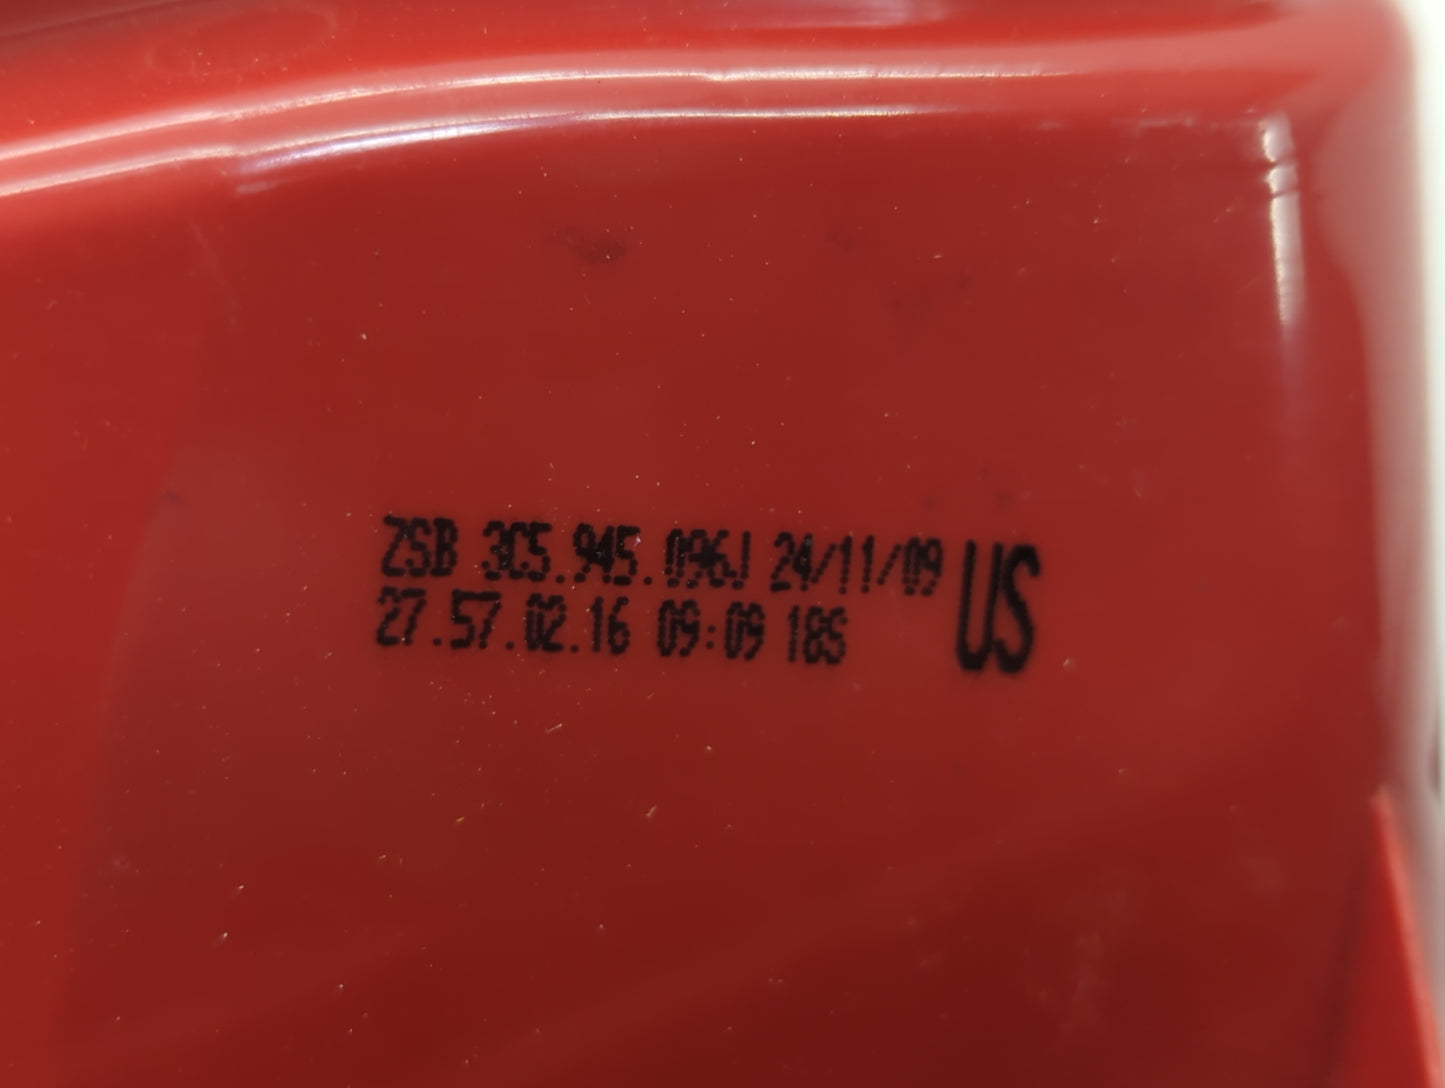 ZSB 3C5.945.096J 24/11/09 US
27.57.02.16 09:09 18S